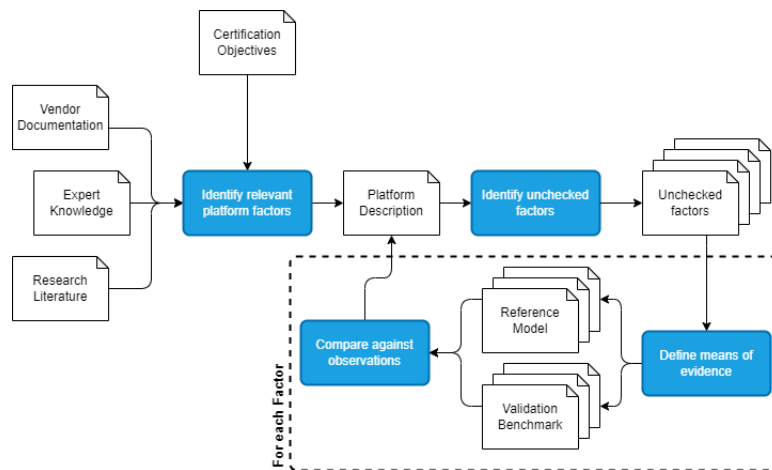 Certification
Objectives
Vendor
Documentation
Expert
Knowledge
Identify relevant
platform factors
Platform
Description
Identify unchecked
factors
Unchecked
factors
Research
Literature
Reference
Model
Compare against
observations
Define means of
evidence
Validation
Benchmark
For each Factor